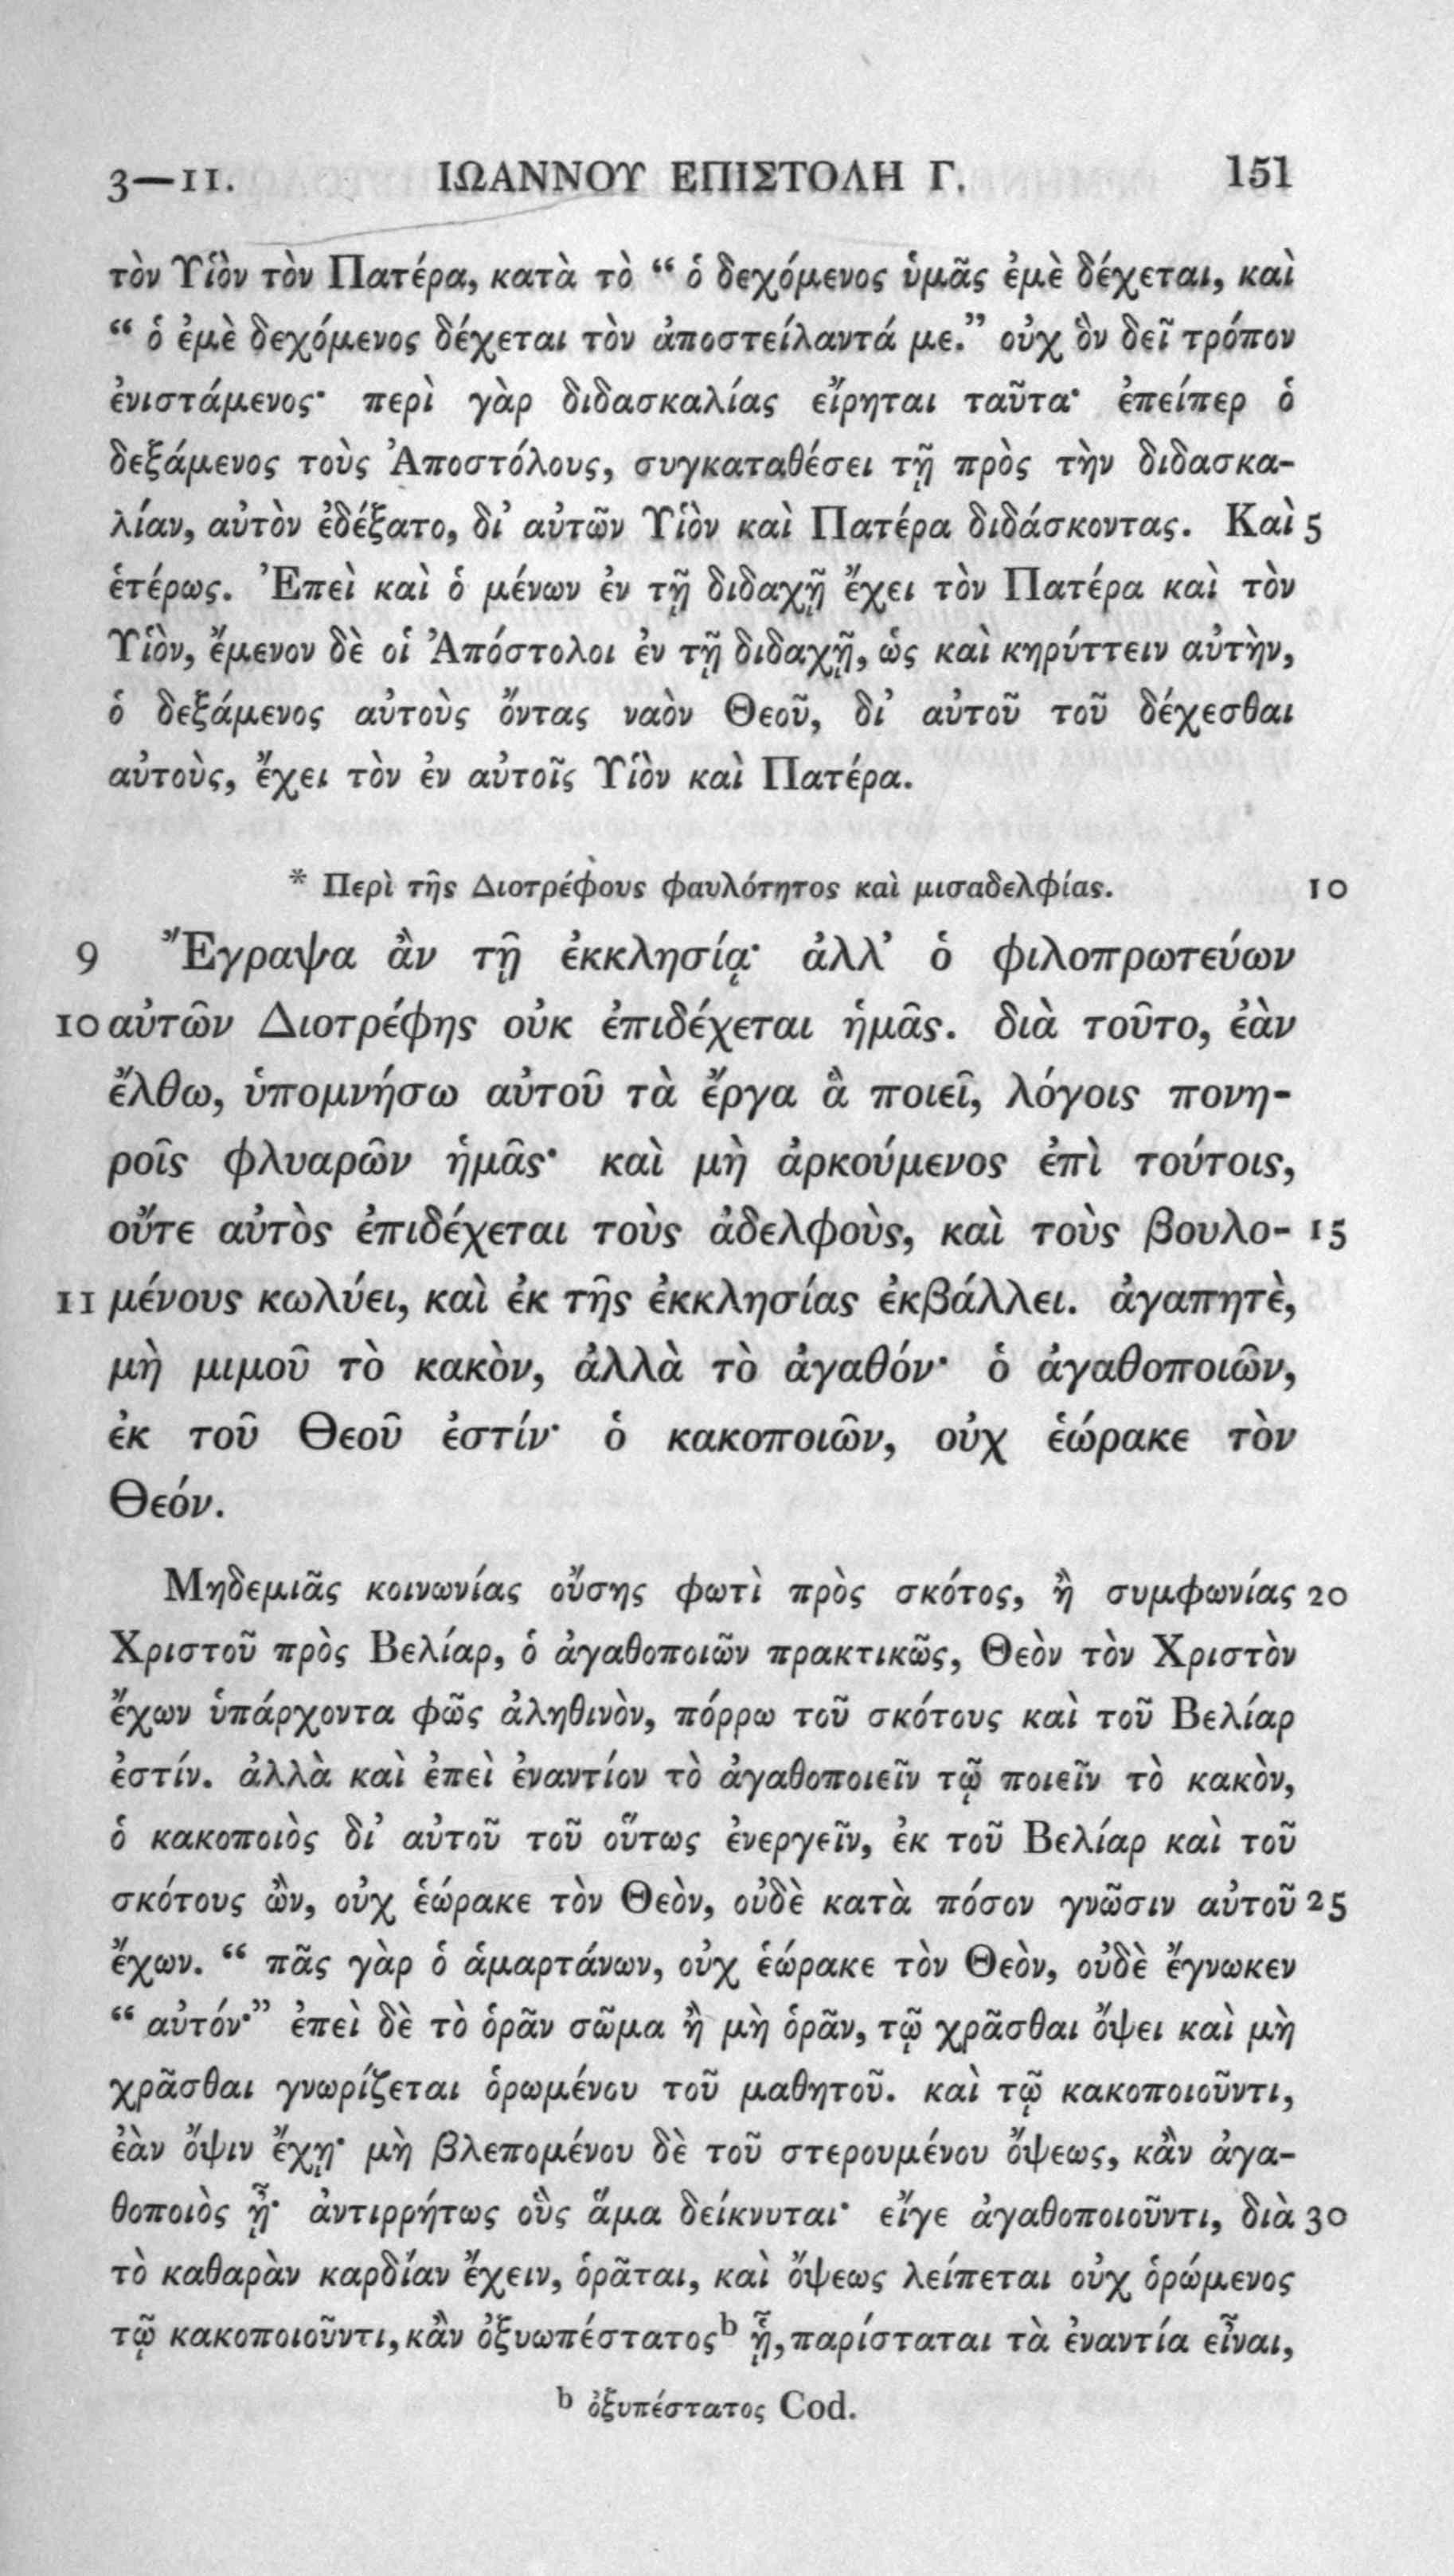 3—11. ΙΩΑΝΝΟΥ ΕΠΙΣΤΟΛΗ Γ. 151
τὸν Υἱὸν τὸν Πατέρα, κατὰ τὸ “ ὁ δεχόμενος ὑμᾶς ἐμὲ δέχεται, καὶ
“ ὁ ἐμὲ δεχόμενος δέχεται τὸν ἀποστείλαντά με.” οὐχ ὃν δεῖ τρόπον
ἐνιστάμενος· περὶ γὰρ διδασκαλίας εἴρηται ταῦτα· ἐπείπερ ὁ
δεξάμενος τοὺς Ἀποστόλους, συγκαταθέσει τῇ πρὸς τὴν διδασκα-
λίαν, αὐτὸν ἐδέξατο, δι’ αὐτῶν Υἱὸν καὶ Πατέρα διδάσκοντας. Καὶ 5
ἑτέρως. Ἐπεὶ καὶ ὁ μένων ἐν τῇ διδαχῇ ἔχει τὸν Πατέρα καὶ τὸν
Υἱὸν, ἔμενον δὲ οἱ Ἀπόστολοι ἐν τῇ διδαχῇ, ὡς καὶ κηρύττειν αὐτὴν,
ὁ δεξάμενος αὐτοὺς ὄντας ναὸν Θεοῦ, δι’ αὐτοῦ τοῦ δέχεσθαι
αὐτοὺς, ἔχει τὸν ἐν αὐτοῖς Υἱὸν καὶ Πατέρα.
* Περὶ τῆς Διοτρέφους φαυλότητος καὶ μισαδελφίας. 10
9 Ἔγραψα ἂν τῇ ἐκκλησίᾳ· ἀλλ’ ὁ φιλοπρωτεύων
10 αὐτῶν Διοτρέφης οὐκ ἐπιδέχεται ἡμᾶς. διὰ τοῦτο, ἐὰν
ἔλθω, ὑπομνήσω αὐτοῦ τὰ ἔργα ἃ ποιεῖ, λόγοις πονη-
ροῖς φλυαρῶν ἡμᾶς· καὶ μὴ ἀρκούμενος ἐπὶ τούτοις,
οὔτε αὐτὸς ἐπιδέχεται τοὺς ἀδελφοὺς, καὶ τοὺς βουλο- 15
11 μένους κωλύει, καὶ ἐκ τῆς ἐκκλησίας ἐκβάλλει. ἀγαπητὲ,
μὴ μιμοῦ τὸ κακὸν, ἀλλὰ τὸ ἀγαθόν· ὁ ἀγαθοποιῶν,
ἐκ τοῦ Θεοῦ ἐστίν· ὁ κακοποιῶν, οὐχ ἑώρακε τὸν
Θεόν.
Μηδεμιᾶς κοινωνίας οὔσης φωτὶ πρὸς σκότος, ἢ συμφωνίας 20
Χριστοῦ πρὸς Βελίαρ, ὁ ἀγαθοποιῶν πρακτικῶς, Θεὸν τὸν Χριστὸν
ἔχων ὑπάρχοντα φῶς ἀληθινὸν, πόρρω τοῦ σκότους καὶ τοῦ Βελίαρ
ἐστίν. ἀλλὰ καὶ ἐπεὶ ἐναντίον τὸ ἀγαθοποιεῖν τῷ ποιεῖν τὸ κακὸν,
ὁ κακοποιὸς δι’ αὐτοῦ τοῦ οὕτως ἐνεργεῖν, ἐκ τοῦ Βελίαρ καὶ τοῦ
σκότους ὢν, οὐχ ἑώρακε τὸν Θεὸν, οὐδὲ κατὰ πόσον γνῶσιν αὐτοῦ 25
ἔχων. “ πᾶς γὰρ ὁ ἁμαρτάνων, οὐχ ἑώρακε τὸν Θεὸν, οὐδὲ ἔγνωκεν
“ αὐτόν·” ἐπεὶ δὲ τὸ ὁρᾶν σῶμα ἢ μὴ ὁρᾶν, τῷ χρᾶσθαι ὄψει καὶ μὴ
χρᾶσθαι γνωρίζεται ὁρωμένου τοῦ μαθητοῦ. καὶ τῷ κακοποιοῦντι,
ἐὰν ὄψιν ἔχῃ· μὴ βλεπομένου δὲ τοῦ στερουμένου ὄψεως, κἂν ἀγα-
θοποιὸς ᾖ· ἀντιρρήτως οὓς ἅμα δείκνυται· εἴγε ἀγαθοποιοῦντι, διὰ 30
τὸ καθαρὰν καρδίαν ἔχειν, ὁρᾶται, καὶ ὄψεως λείπεται οὐχ ὁρώμενος
τῷ κακοποιοῦντι, κἂν ὀξυωπέστατοςᵇ ᾖ, παρίσταται τὰ ἐναντία εἶναι,
ᵇ ὀξυπέστατος Cod.